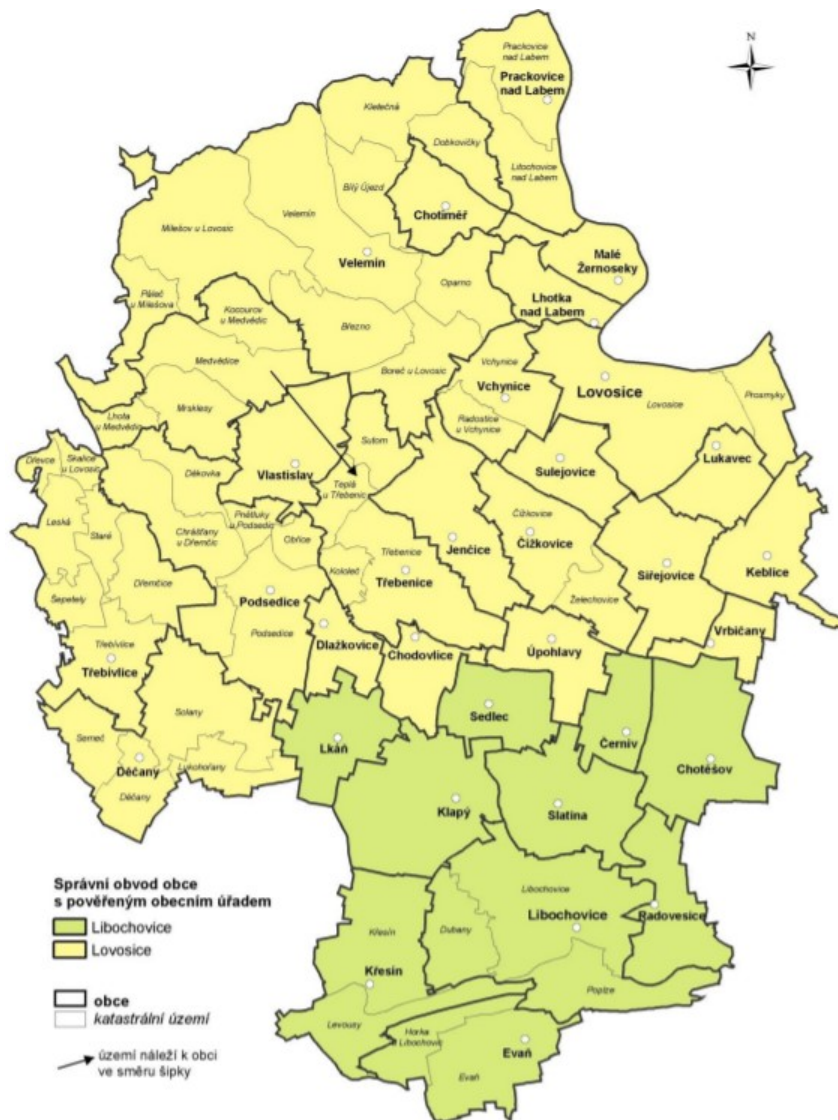 N
Prackovice
nad Labem
Prackovice
nad Labem
Kletečná
Dobkovičky
Litochovice
nad Labem
Bílý Újezd
Chotiměř
Velemín
Milešov u Lovosic
Velemín
Malé
Žernoseky
Oparno
Lhotka
nad Labem
Páleč
u Milešova
Kocourov
u Medvědic
Březno
Medvědice
Boreč u Lovosic
Vchynice
Vchynice
Lovosice
Lovosice
Prosmyky
Mrsklesy
Lhota
u Medvědic
Radostice
u Vchynic
Sutom
Lukavec
Dřevce
Skalice
u Lovosic
Vlastislav
Sulejovice
Děkovka
Teplá
u Třebenic
Leská
Staré
Pnětluky
u Podsedic
Chrášťany
u Dřemčic
Obřice
Čížkovice
Čížkovice
Jenčice
Třebenice
Kololeč
Třebenice
Siřejovice
Keblice
Dřemčice
Šepetely
Podsedice
Želechovice
Podsedice
Třebívlice
Třebívlice
Dlažkovice
Chodovlice
Úpohlavy
Vrbičany
Solany
Sedlec
Semeč
Lkáň
Černiv
Lukohořany
Děčany
Děčany
Chotěšov
Klapý
Slatina
Správní obvod obce
s pověřeným obecním úřadem
Libochovice
Lovosice
Libochovice
Libochovice
Radovesice
Dubany
Křesín
Křesín
Poplze
Levousy
Horka
u Libochovic
Evaň
Evaň
obce
katastrální území
území náleží k obci
ve směru šipky